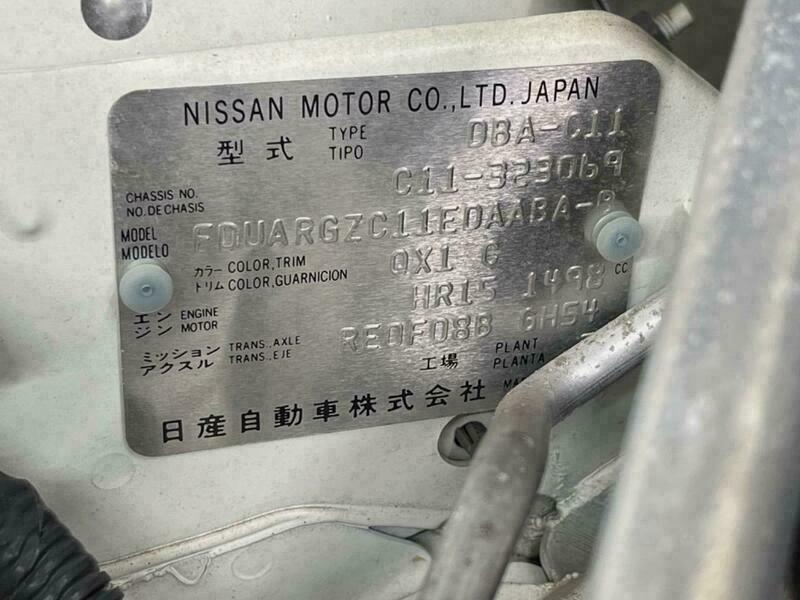 NISSAN MOTOR CO.,LTD. JAPAN
型式 TYPE TIPO DBA-C11
CHASSIS NO. NO. DE CHASIS C11-323069
MODEL MODELO FDUARGZC11EDAABA-B
カラー トリム COLOR,TRIM COLOR,GUARNICION QX1 G
エンジン ENGINE MOTOR HR15 1498 CC
ミッション アクスル TRANS.,AXLE TRANS.,EJE RE0F08B GH54
工場 PLANT PLANTA
日産自動車株式会社